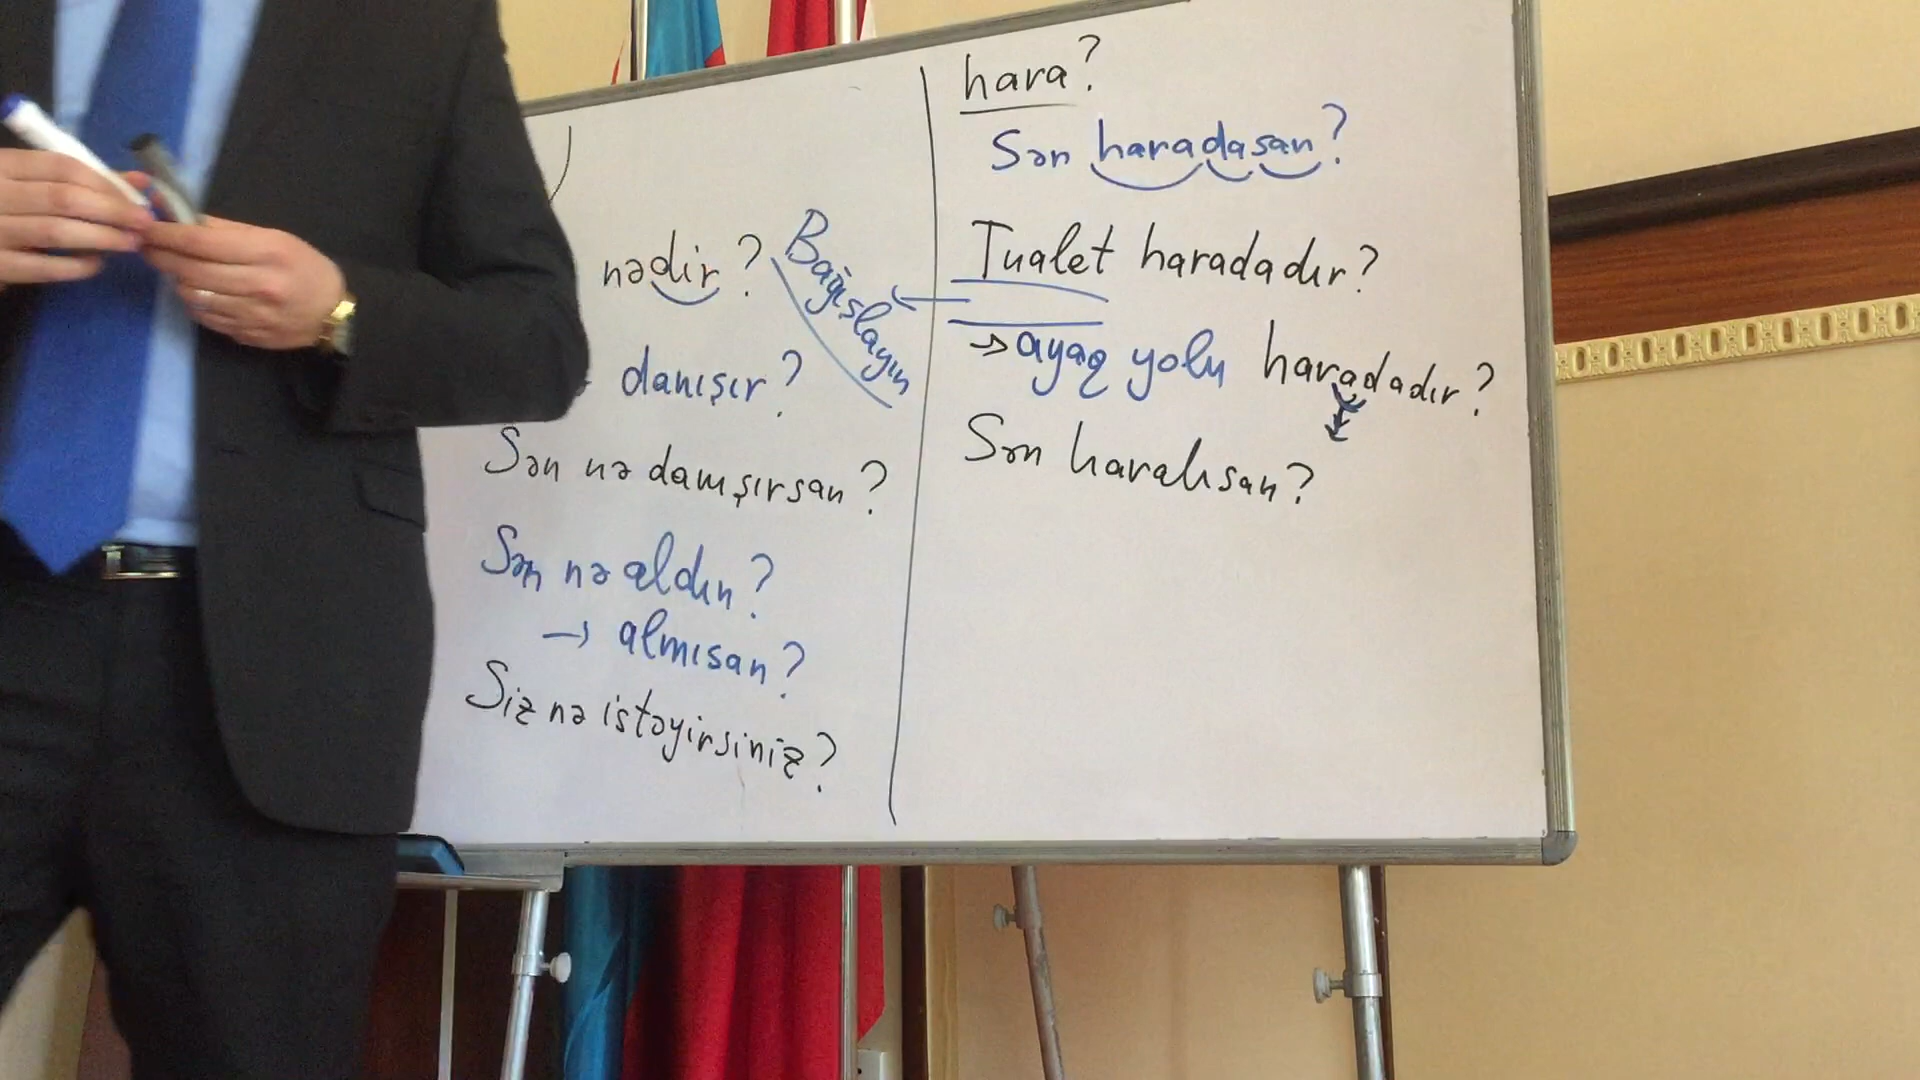 nədir?
danışır?
Sən nə danışırsan?
Sən nə aldın?
→ almısan?
Siz nə istəyirsiniz?
Bağışlayın
hara?
Sən haradasan?
Tualet haradadır?
→ ayaq yolu haradadır?
Sən haralısan?